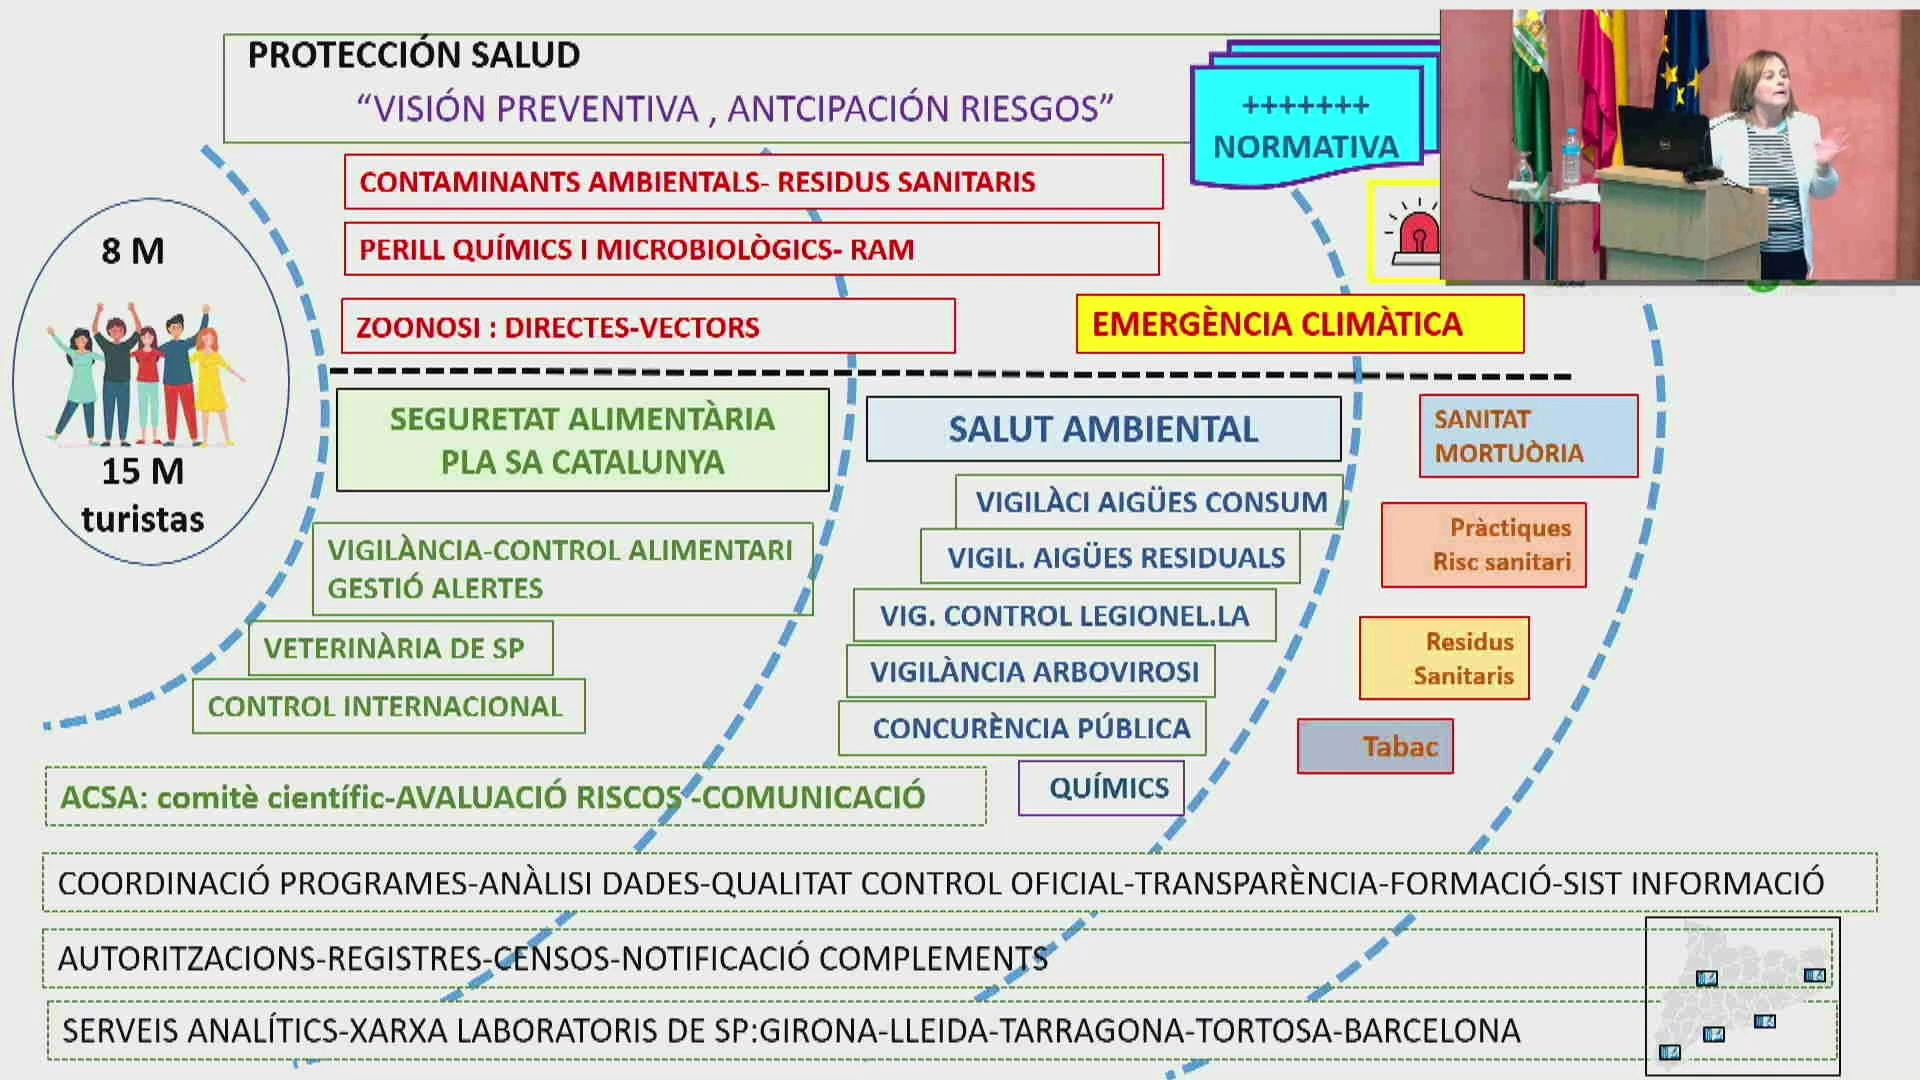 PROTECCIÓN SALUD
“VISIÓN PREVENTIVA , ANTCIPACIÓN RIESGOS”
+++++++
NORMATIVA
CONTAMINANTS AMBIENTALS- RESIDUS SANITARIS
PERILL QUÍMICS I MICROBIOLÒGICS- RAM
ZOONOSI : DIRECTES-VECTORS
EMERGÈNCIA CLIMÀTICA
8 M
15 M
turistas
SEGURETAT ALIMENTÀRIA
PLA SA CATALUNYA
VIGILÀNCIA-CONTROL ALIMENTARI
GESTIÓ ALERTES
VETERINÀRIA DE SP
CONTROL INTERNACIONAL
SALUT AMBIENTAL
VIGILÀCI AIGÜES CONSUM
VIGIL. AIGÜES RESIDUALS
VIG. CONTROL LEGIONEL.LA
VIGILÀNCIA ARBOVIROSI
CONCURÈNCIA PÚBLICA
QUÍMICS
SANITAT
MORTUÒRIA
Pràctiques
Risc sanitari
Residus
Sanitaris
Tabac
ACSA: comitè científic-AVALUACIÓ RISCOS -COMUNICACIÓ
COORDINACIÓ PROGRAMES-ANÀLISI DADES-QUALITAT CONTROL OFICIAL-TRANSPARÈNCIA-FORMACIÓ-SIST INFORMACIÓ
AUTORITZACIONS-REGISTRES-CENSOS-NOTIFICACIÓ COMPLEMENTS
SERVEIS ANALÍTICS-XARXA LABORATORIS DE SP:GIRONA-LLEIDA-TARRAGONA-TORTOSA-BARCELONA